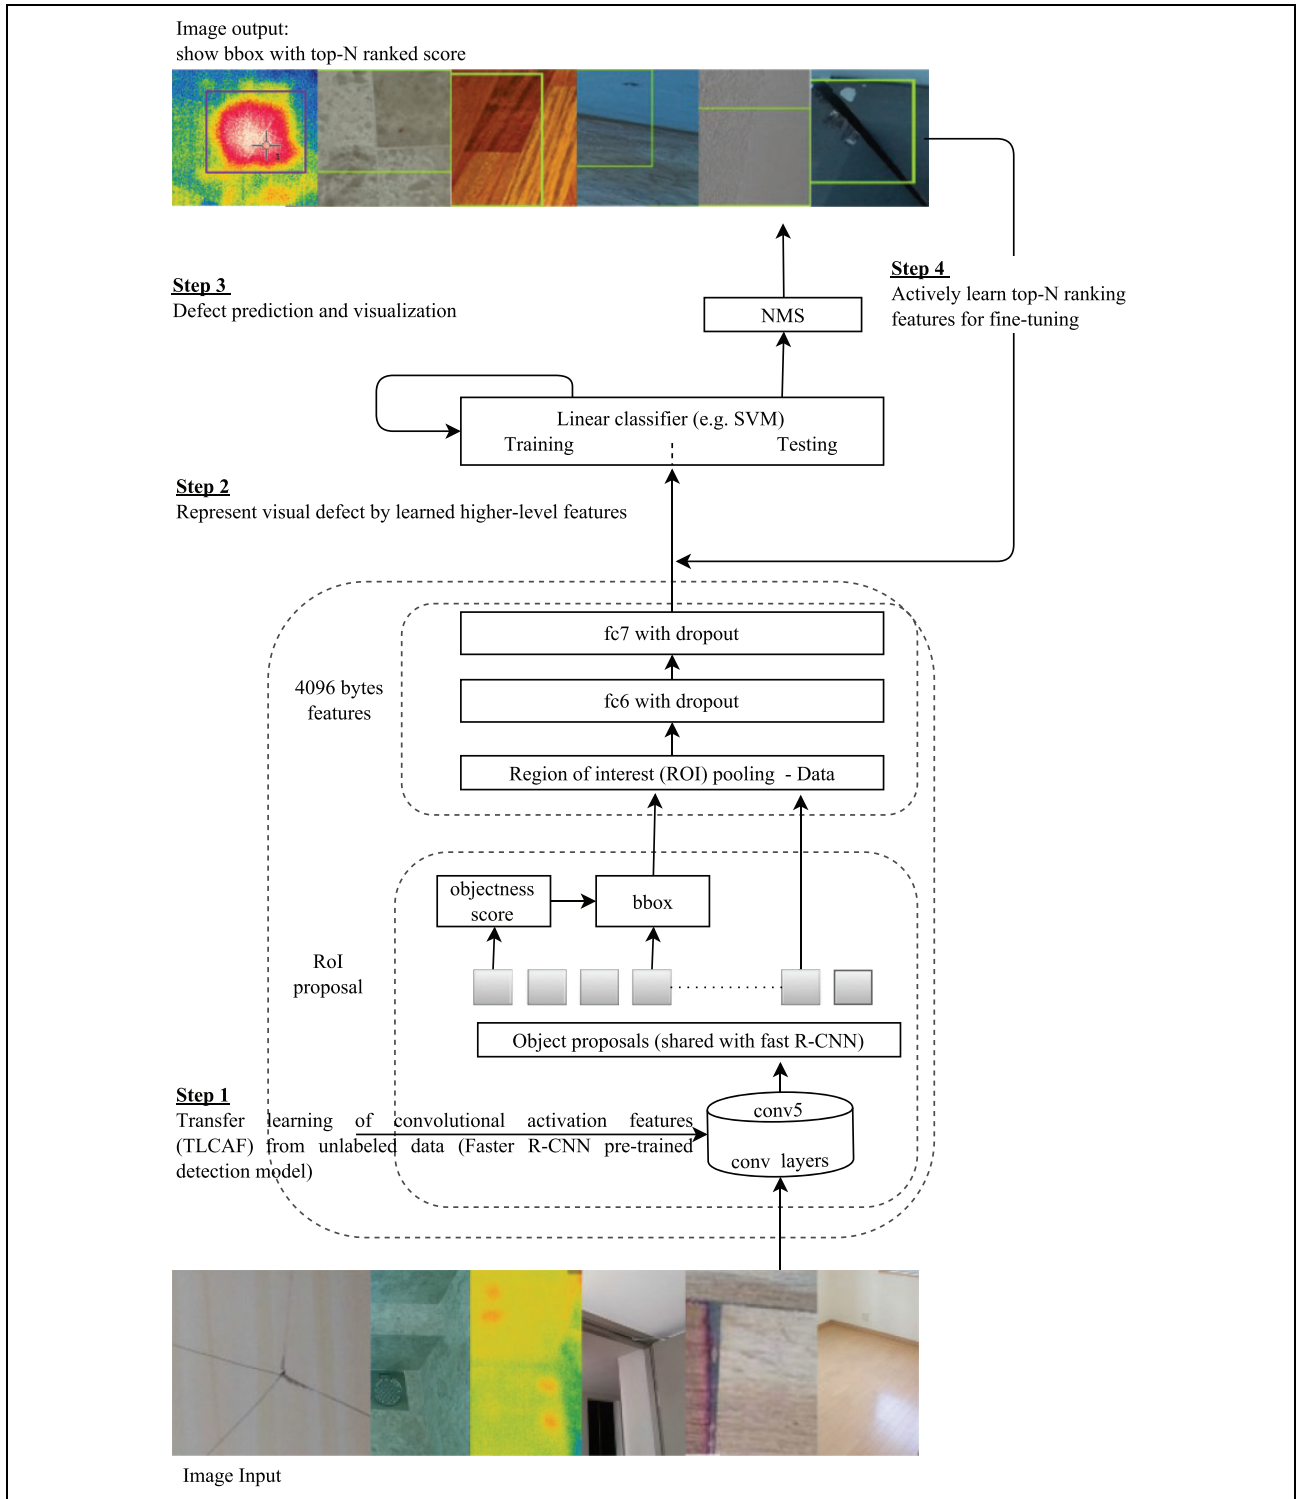 Image output:
show bbox with top-N ranked score
Step 3
Defect prediction and visualization
Step 4
Actively learn top-N ranking
features for fine-tuning
NMS
Linear classifier (e.g. SVM)
Training
Testing
Step 2
Represent visual defect by learned higher-level features
fc7 with dropout
4096 bytes
features
fc6 with dropout
Region of interest (ROI) pooling - Data
objectness
score
bbox
RoI
proposal
Object proposals (shared with fast R-CNN)
Step 1
Transfer learning of convolutional activation features
(TLCAF) from unlabeled data (Faster R-CNN pre-trained
detection model)
conv5
conv layers
Image Input